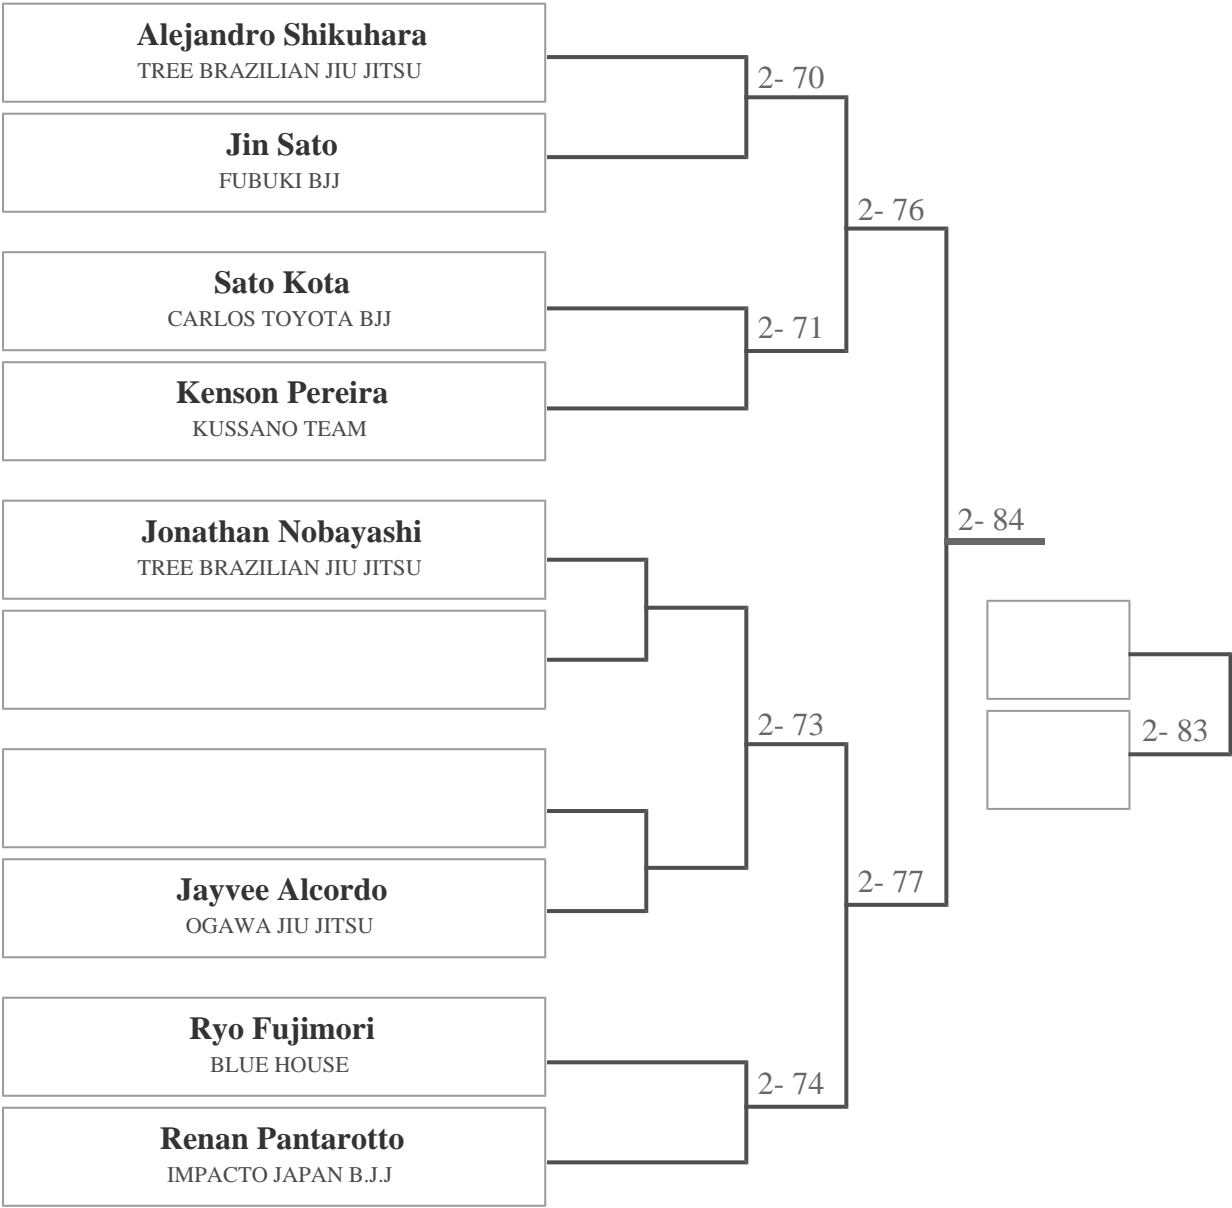 Alejandro Shikuhara
TREE BRAZILIAN JIU JITSU
2- 70
Jin Sato
FUBUKI BJJ
2- 76
Sato Kota
CARLOS TOYOTA BJJ
2- 71
Kenson Pereira
KUSSANO TEAM
Jonathan Nobayashi
TREE BRAZILIAN JIU JITSU
2- 84
2- 73
2- 83
Jayvee Alcordo
OGAWA JIU JITSU
2- 77
Ryo Fujimori
BLUE HOUSE
2- 74
Renan Pantarotto
IMPACTO JAPAN B.J.J